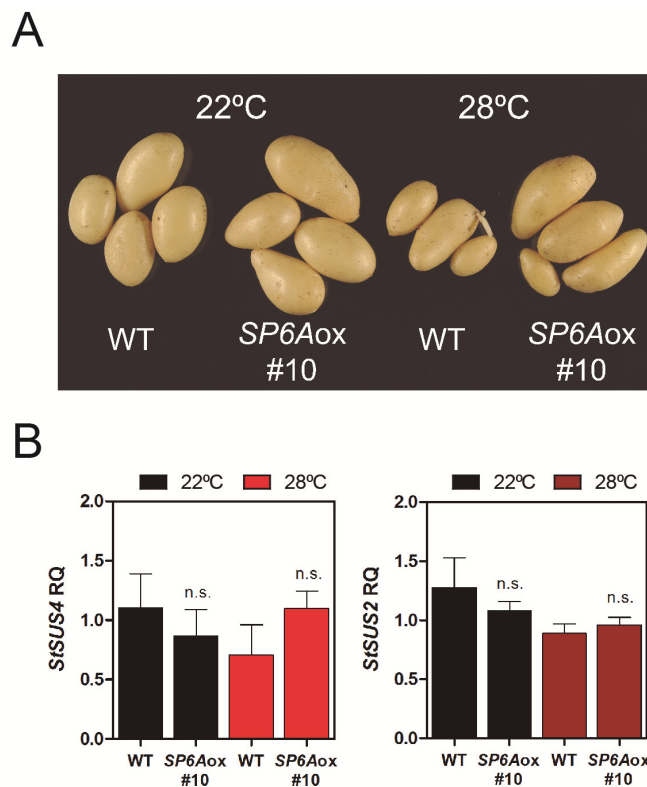 A
22ºC 28ºC
WT SP6Aox #10 WT SP6Aox #10
B
22ºC 28ºC
2.0
1.5
1.0
0.5
0.0
StSUS4 RQ
n.s.
n.s.
WT SP6Aox #10 WT SP6Aox #10
22ºC 28ºC
2.0
1.5
1.0
0.5
0.0
StSUS2 RQ
n.s.
n.s.
WT SP6Aox #10 WT SP6Aox #10